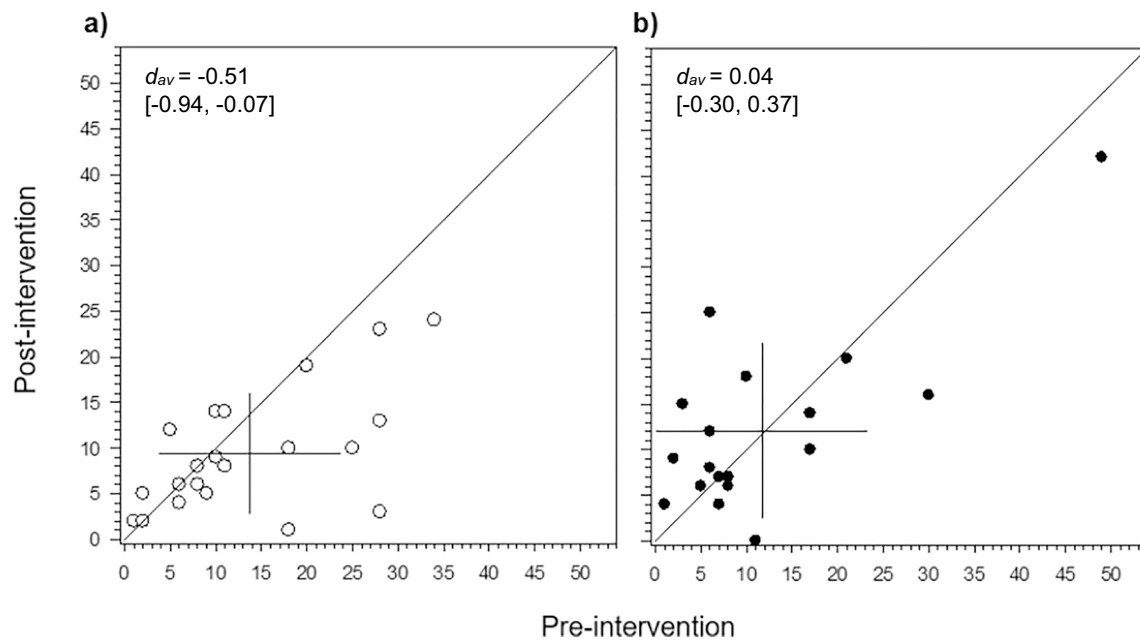 a)
b)
d_av = -0.51
[-0.94, -0.07]
d_av = 0.04
[-0.30, 0.37]
Post-intervention
50
45
40
35
30
25
20
15
10
5
0
0 5 10 15 20 25 30 35 40 45 50
0 5 10 15 20 25 30 35 40 45 50
Pre-intervention